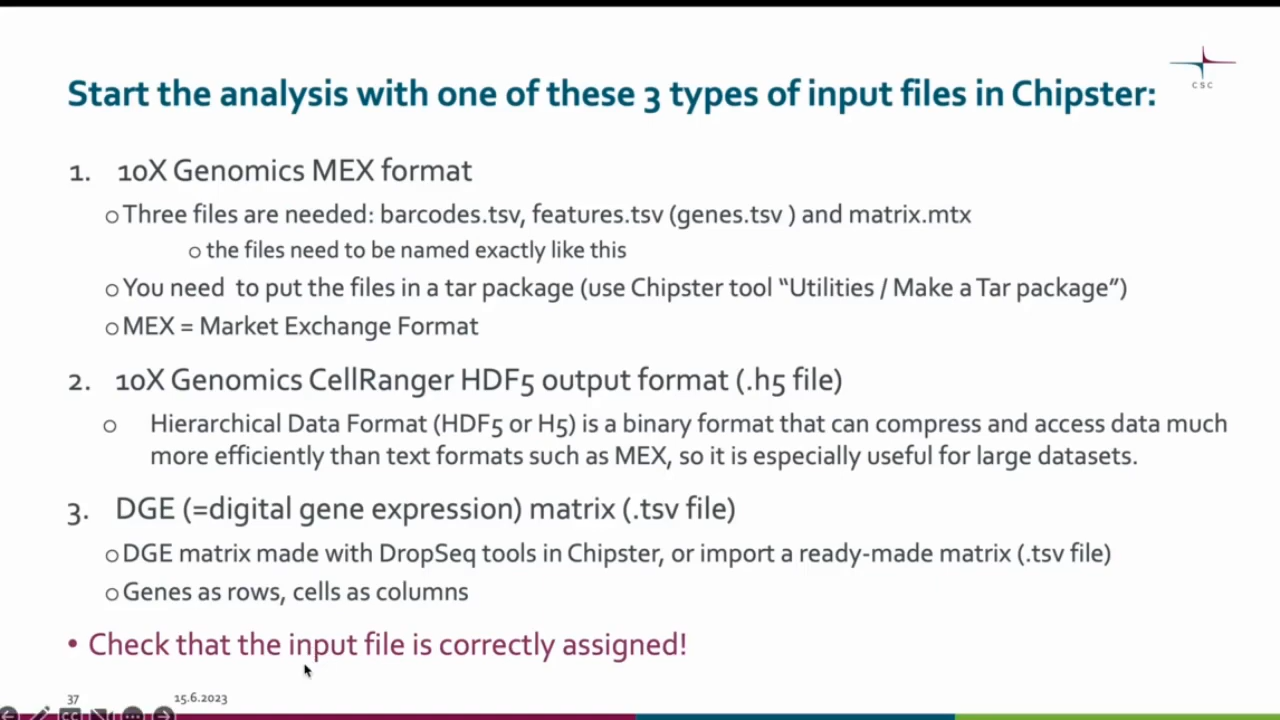 Start the analysis with one of these 3 types of input files in Chipster:
CSC
1. 10X Genomics MEX format
o Three files are needed: barcodes.tsv, features.tsv (genes.tsv ) and matrix.mtx
o the files need to be named exactly like this
o You need to put the files in a tar package (use Chipster tool “Utilities / Make a Tar package”)
o MEX = Market Exchange Format
2. 10X Genomics CellRanger HDF5 output format (.h5 file)
o Hierarchical Data Format (HDF5 or H5) is a binary format that can compress and access data much
more efficiently than text formats such as MEX, so it is especially useful for large datasets.
3. DGE (=digital gene expression) matrix (.tsv file)
o DGE matrix made with DropSeq tools in Chipster, or import a ready-made matrix (.tsv file)
o Genes as rows, cells as columns
• Check that the input file is correctly assigned!
37 15.6.2023
CC